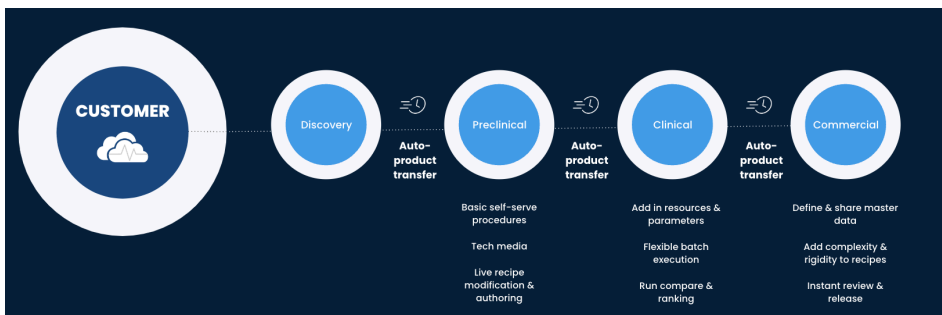 CUSTOMER
Discovery
Auto-
product
transfer
Preclinical
Auto-
product
transfer
Clinical
Auto-
product
transfer
Commercial
Basic self-serve
procedures
Tech media
Live recipe
modification &
authoring
Add in resources &
parameters
Flexible batch
execution
Run compare &
ranking
Define & share master
data
Add complexity &
rigidity to recipes
Instant review &
release